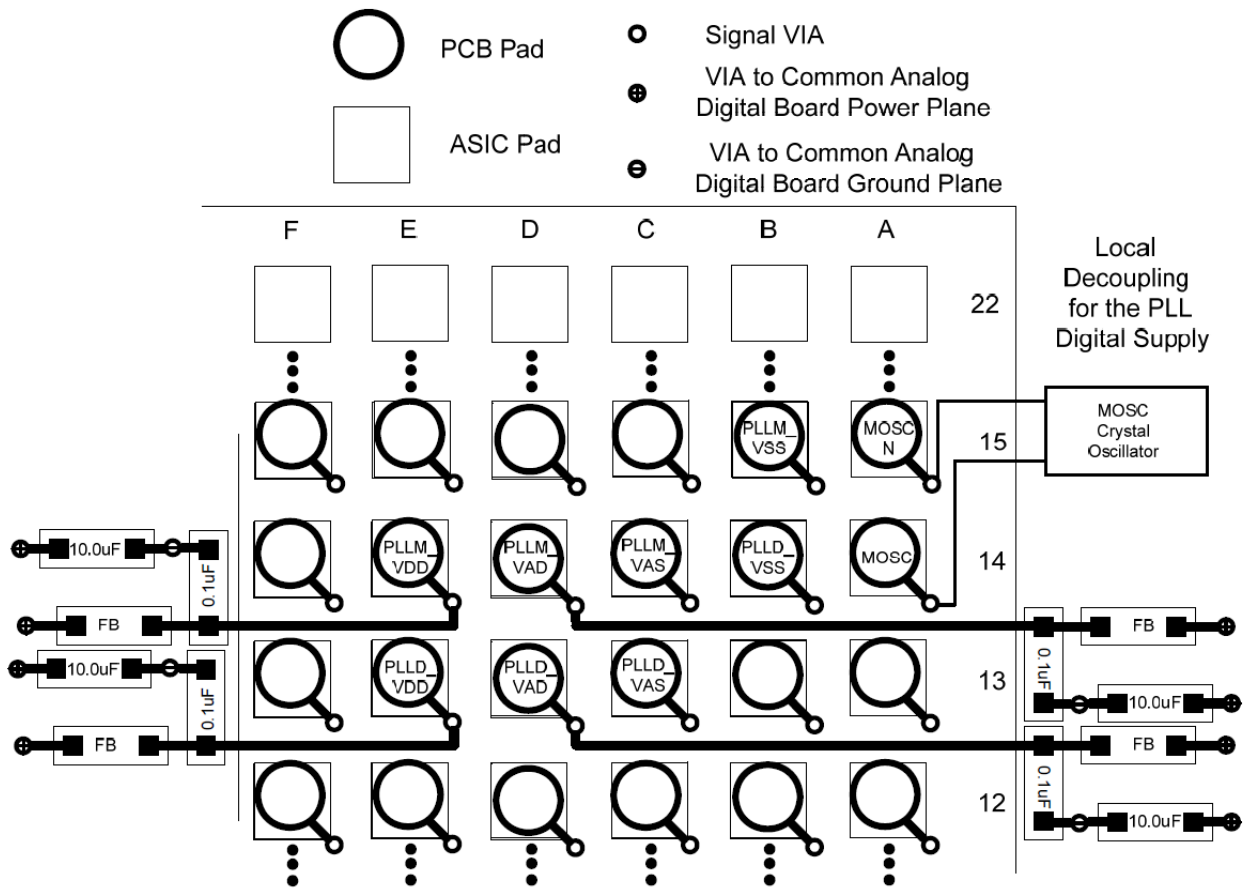 PCB Pad
Signal VIA
VIA to Common Analog
Digital Board Power Plane
ASIC Pad
VIA to Common Analog
Digital Board Ground Plane
F E D C B A
Local
Decoupling
for the PLL
Digital Supply
22
PLLM_
VSS
MOSC
N
15
MOSC
Crystal
Oscillator
10.0uF
0.1uF
PLLM_
VDD
PLLM_
VAD
PLLM_
VAS
PLLD_
VSS
MOSC
14
FB
FB
10.0uF
0.1uF
PLLD_
VDD
PLLD_
VAD
PLLD_
VAS
13
0.1uF
10.0uF
FB
FB
12
0.1uF
10.0uF